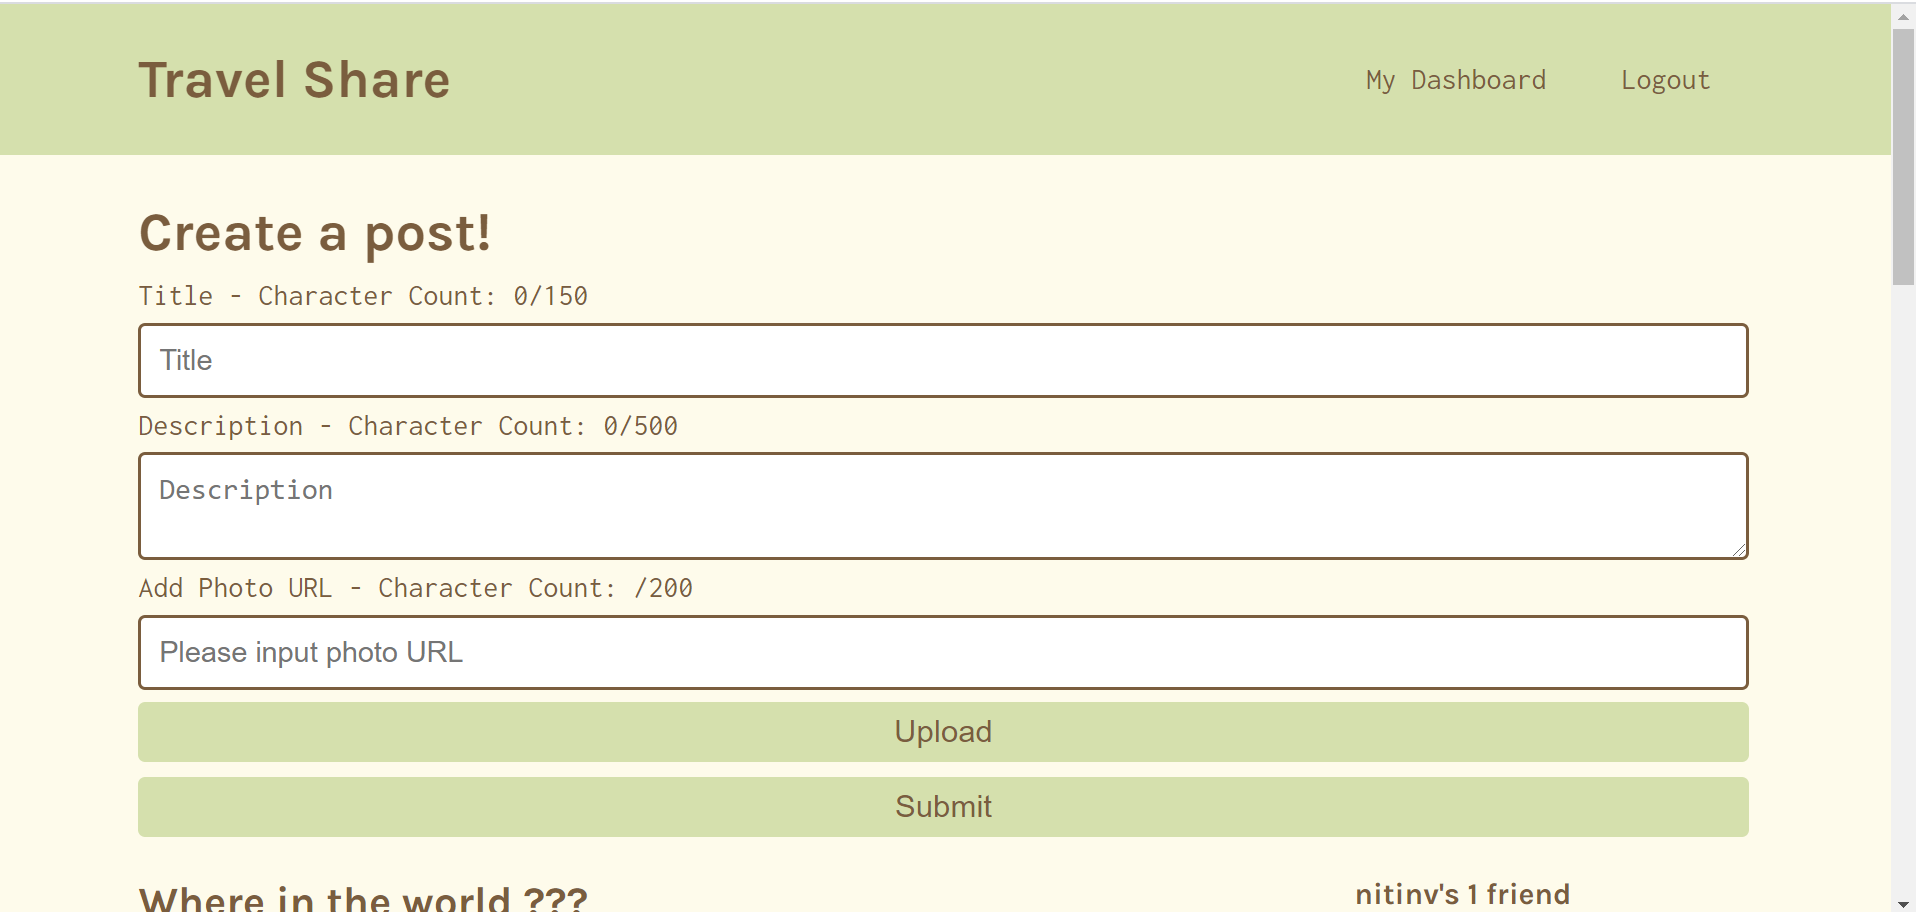 Travel Share
My Dashboard
Logout
Create a post!
Title - Character Count: 0/150
Title
Description - Character Count: 0/500
Description
Add Photo URL - Character Count: /200
Please input photo URL
Upload
Submit
Where in the world ???
nitinv's 1 friend